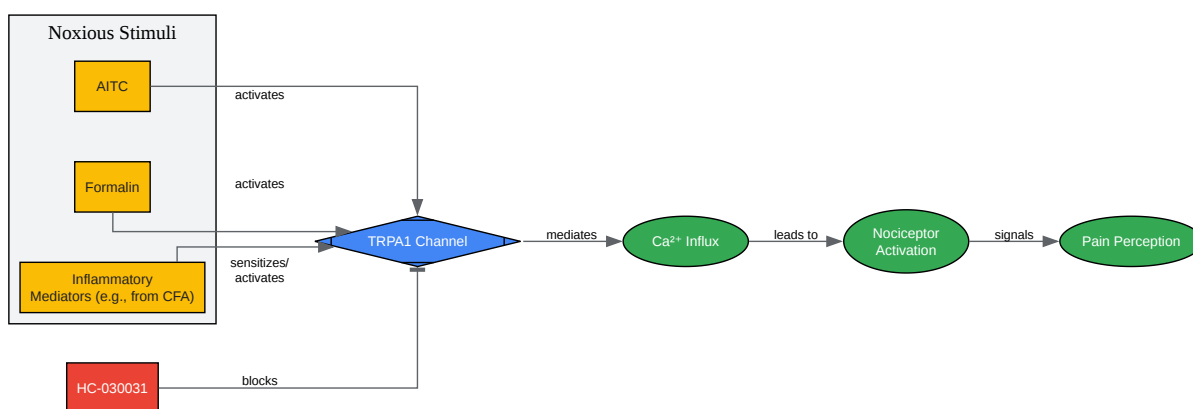 Noxious Stimuli
AITC
activates
Formalin
activates
TRPA1 Channel
mediates
Ca²⁺ Influx
leads to
Nociceptor
Activation
signals
Pain Perception
sensitizes/
activates
Inflammatory
Mediators (e.g., from CFA)
HC-030031
blocks